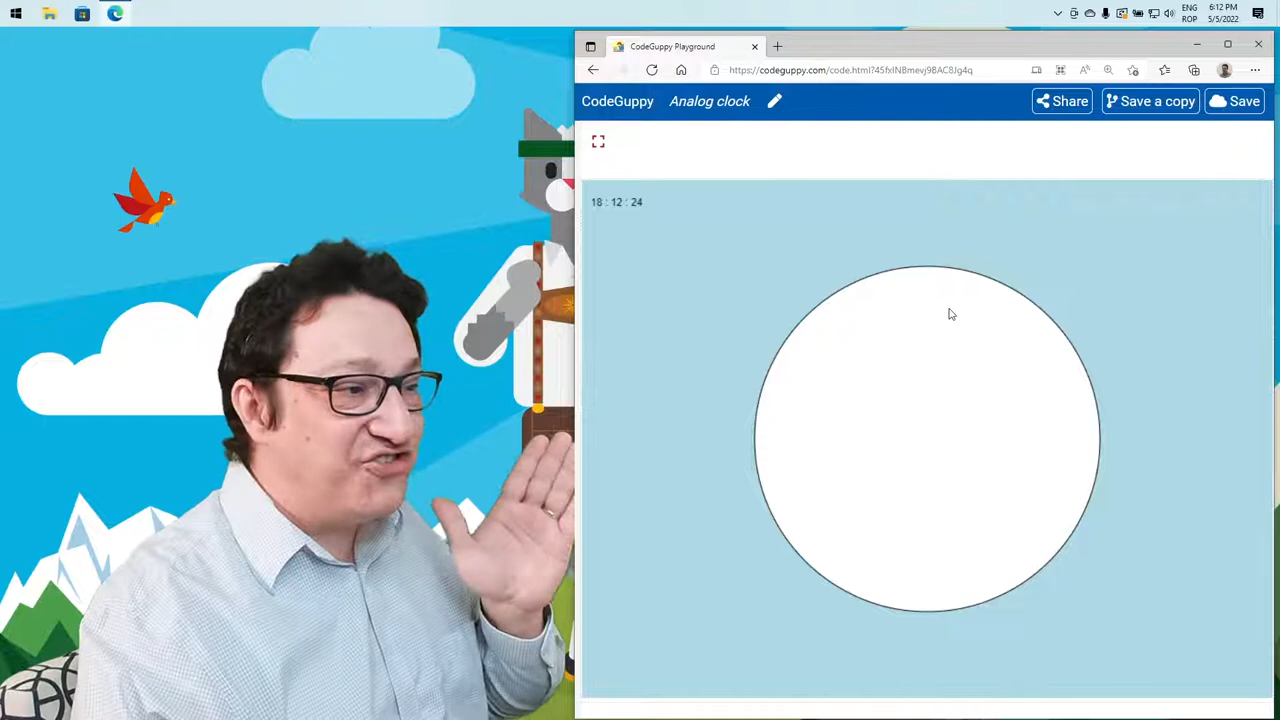 6:12 PM
5/5/2022
ENG
ROP
CodeGuppy Playground
https://codeguppy.com/code.html?45fxINBmevj9BAC8Jg4q
CodeGuppy Analog clock Share Save a copy Save
18 : 12 : 24